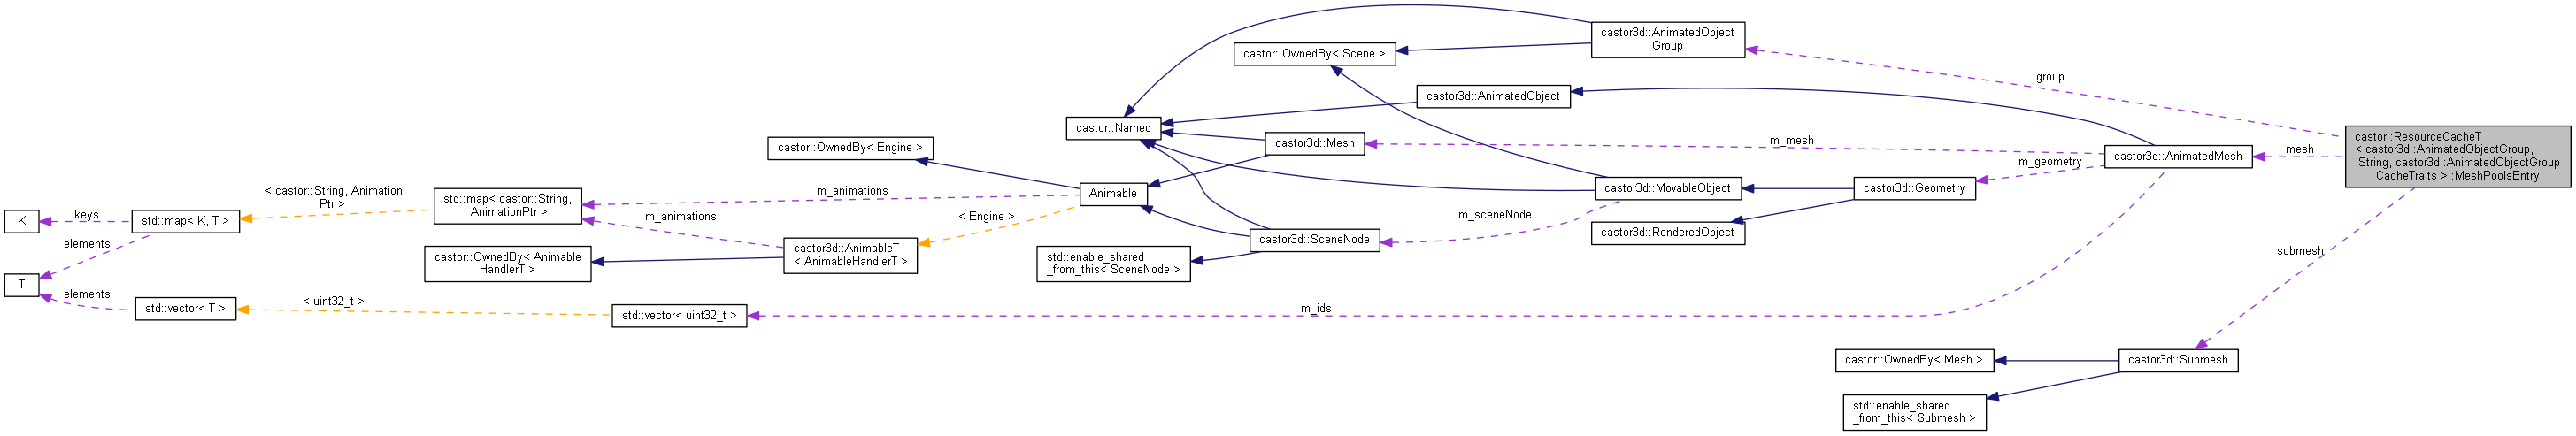 castor3d::AnimatedObject
Group
castor::OwnedBy< Scene >
group
castor3d::AnimatedObject
castor::Named
castor::ResourceCacheT
< castor3d::AnimatedObjectGroup,
String, castor3d::AnimatedObjectGroup
CacheTraits >::MeshPoolsEntry
castor::OwnedBy< Engine >
castor3d::Mesh
m_mesh
castor3d::AnimatedMesh
mesh
m_geometry
< castor::String, Animation
Ptr >
std::map< castor::String,
AnimationPtr >
m_animations
Animable
castor3d::MovableObject
castor3d::Geometry
K
keys
std::map< K, T >
m_animations
< Engine >
m_sceneNode
castor3d::RenderedObject
elements
castor::OwnedBy< Animable
HandlerT >
castor3d::AnimableT
< AnimableHandlerT >
castor3d::SceneNode
std::enable_shared
_from_this< SceneNode >
submesh
T
elements
std::vector< T >
< uint32_t >
std::vector< uint32_t >
m_ids
castor::OwnedBy< Mesh >
castor3d::Submesh
std::enable_shared
_from_this< Submesh >